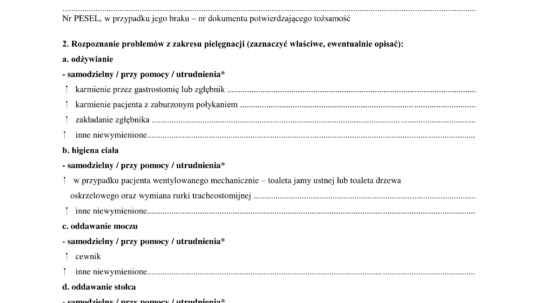 ........................................................................................................................
Nr PESEL, w przypadku jego braku – nr dokumentu potwierdzającego tożsamość
2. Rozpoznanie problemów z zakresu pielęgnacji (zaznaczyć właściwe, ewentualnie opisać):
a. odżywianie
- samodzielny / przy pomocy / utrudnienia*
↑ karmienie przez gastrostomię lub zgłębnik ........................................................................
↑ karmienie pacjenta z zaburzonym połykaniem ........................................................................
↑ zakładanie zgłębnika ........................................................................
↑ inne niewymienione........................................................................
b. higiena ciała
- samodzielny / przy pomocy / utrudnienia*
↑ w przypadku pacjenta wentylowanego mechanicznie – toaleta jamy ustnej lub toaleta drzewa
oskrzelowego oraz wymiana rurki tracheostomijnej ........................................................................
↑ inne niewymienione........................................................................
c. oddawanie moczu
- samodzielny / przy pomocy / utrudnienia*
↑ cewnik
↑ inne niewymienione........................................................................
d. oddawanie stolca
- samodzielny / przy pomocy / utrudnienia*